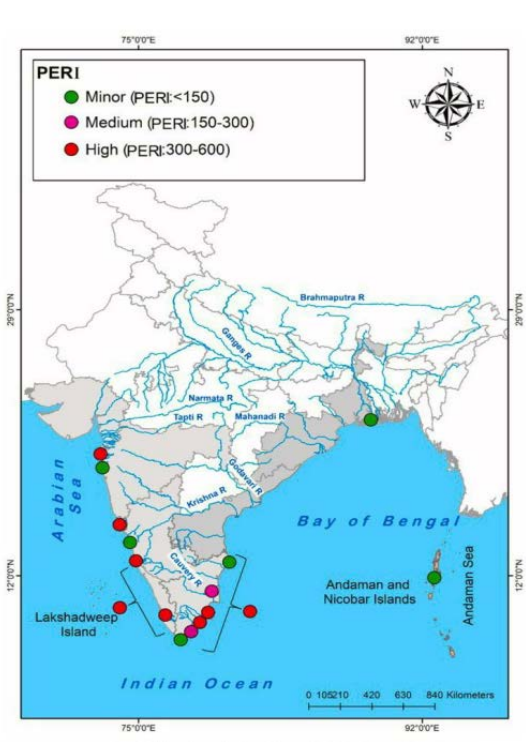 75°0'0"E 92°0'0"E
PERI
Minor (PERI:<150)
Medium (PERI:150-300)
High (PERI:300-600)
N
W E
S
29°0'0"N 29°0'0"N
Brahmaputra R
Ganges R
Narmata R
Tapti R Mahanadi R
Godavari R
Krishna R
Arabian
Sea
Bay of Bengal
12°0'0"N 12°0'0"N
Cauvery R
Andaman and
Nicobar Islands
Andaman Sea
Lakshadweep
Island
Indian Ocean
0 105210 420 630 840 Kilometers
75°0'0"E 92°0'0"E